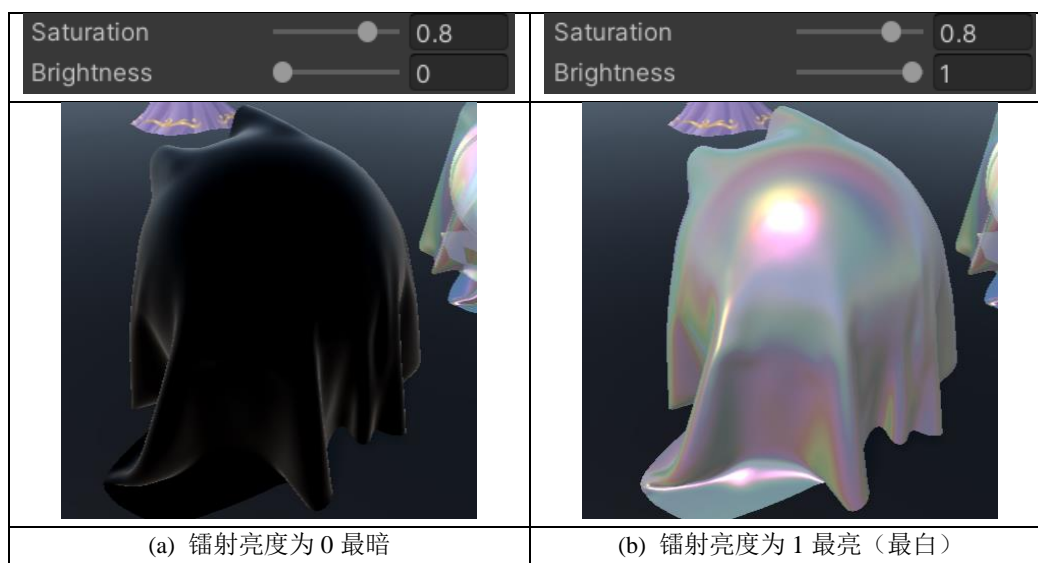 Saturation 0.8
Brightness 0
Saturation 0.8
Brightness 1
(a) 镭射亮度为 0 最暗
(b) 镭射亮度为 1 最亮（最白）